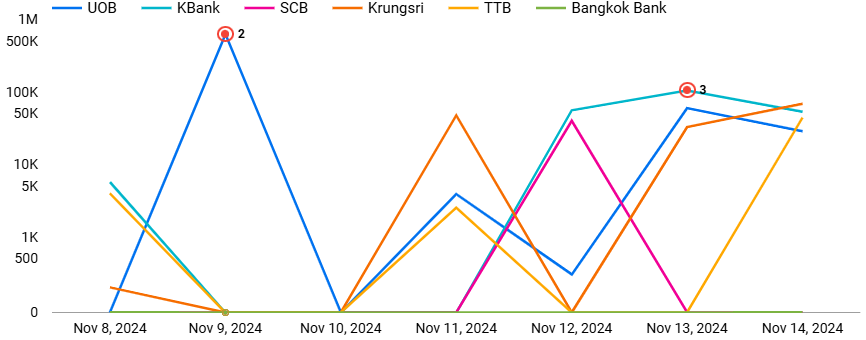 UOB KBank SCB Krungsri TTB Bangkok Bank
1M
500K
100K
50K
10K
5K
1K
500
0
2
3
Nov 8, 2024 Nov 9, 2024 Nov 10, 2024 Nov 11, 2024 Nov 12, 2024 Nov 13, 2024 Nov 14, 2024